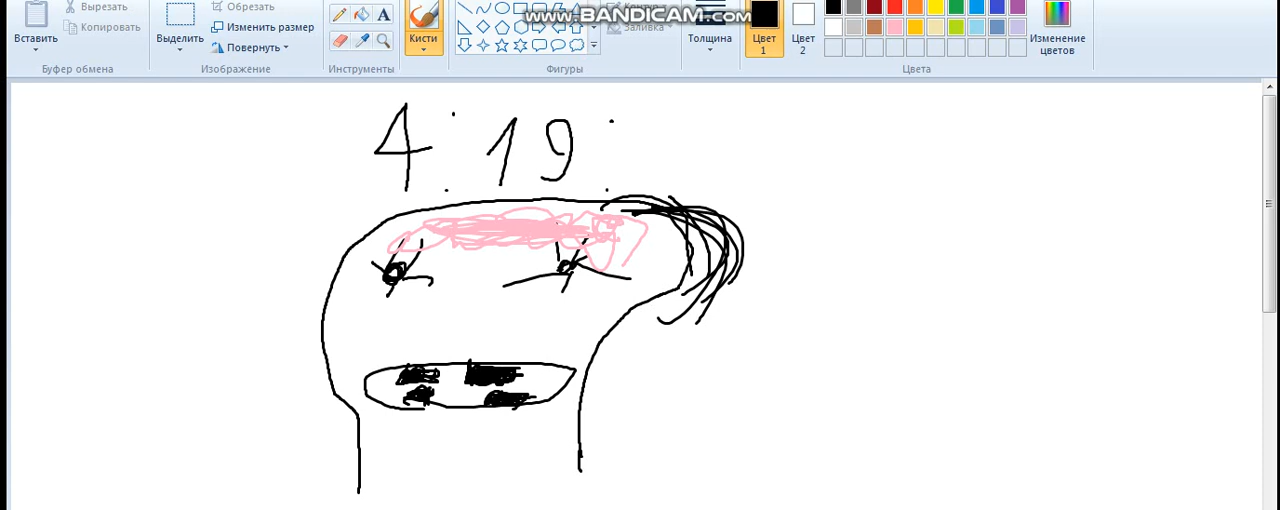 www.BANDICAM.com
Вставить
Вырезать
Копировать
Буфер обмена
Выделить
Обрезать
Изменить размер
Повернуть
Изображение
Инструменты
Кисти
Контур
Заливка
Фигуры
Толщина
Цвет 1
Цвет 2
Изменение цветов
Цвета
4 : 19 :